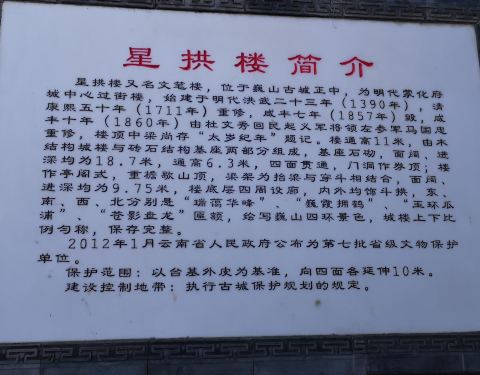 星拱楼简介
星拱楼又名文笔楼，位于巍山古城正中，为明代蒙化府
城中心过街楼，始建于明代洪武二十三年（1390年），清
康熙五十年（1711年）重修，咸丰七年（1857年）毁，咸
丰十年（1860年）由杜文秀回民起义军将领左参军马国忠
重修，楼顶中梁尚存“太岁纪年”题记。楼通高11米，由木
结构城楼与砖石结构基座两部分组成。基座石砌，面阔、进
深均为18.7米，通高6.3米，四面贯通，门洞作券顶；楼
作亭阁式，重檐歇山顶，梁架为抬梁与穿斗相结合，面阔、
进深均为9.75米，楼底层四周设廊，内外均饰斗拱，东、
南、西、北分别是“瑞霭华峰”、“巍霞拥鹤”、“玉环瓜
浦”、“苍影盘龙”匾额，绘写巍山四环景色，城楼上下比
例匀称，保存完整。
2012年1月云南省人民政府公布为第七批省级文物保护
单位。
保护范围：以台基外皮为基准，向四面各延伸10米。
建设控制地带：执行古城保护规划的规定。